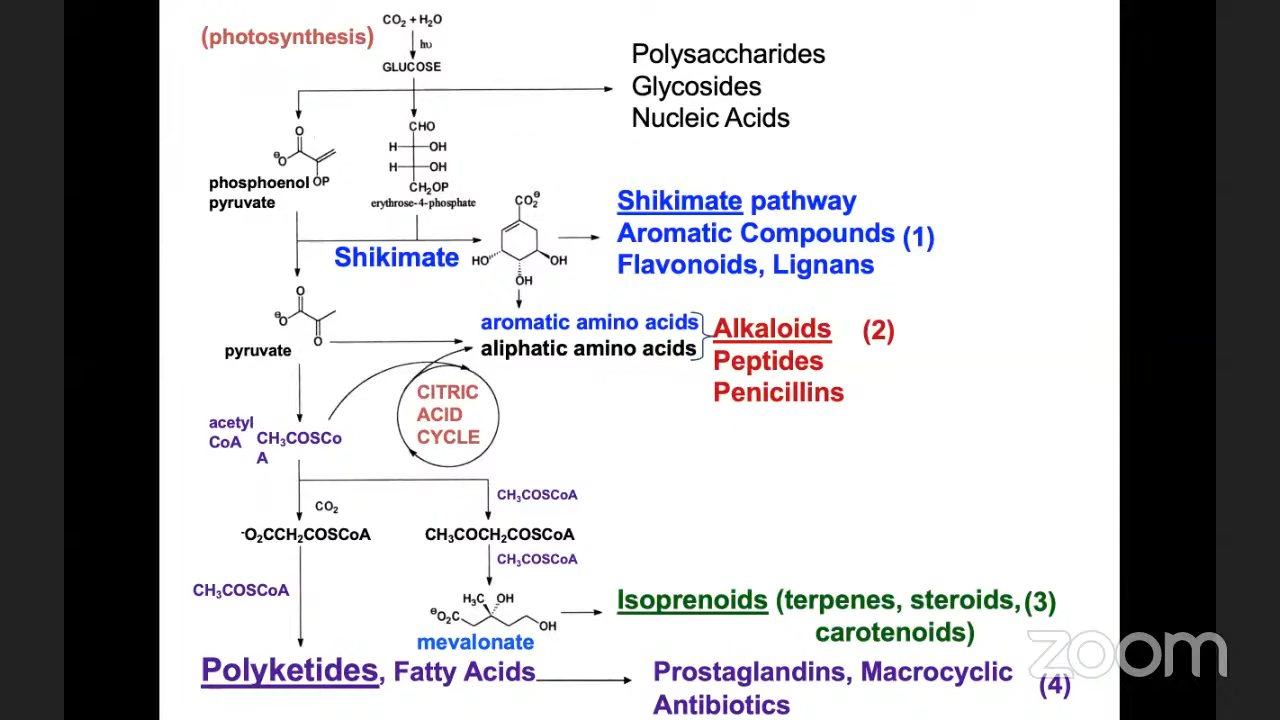 CO₂ + H₂O
(photosynthesis)
hυ
GLUCOSE
Polysaccharides
Glycosides
Nucleic Acids
O
⊖O
OP
phosphoenol
pyruvate
CHO
H OH
H OH
CH₂OP
erythrose-4-phosphate
Shikimate
CO₂⊖
HO
OH
OH
Shikimate pathway
Aromatic Compounds (1)
Flavonoids, Lignans
O
⊖O
O
pyruvate
aromatic amino acids
aliphatic amino acids
Alkaloids (2)
Peptides
Penicillins
CITRIC
ACID
CYCLE
acetyl
CoA
CH₃COSCo
A
CO₂
CH₃COSCoA
⁻O₂CCH₂COSCoA
CH₃COCH₂COSCoA
CH₃COSCoA
CH₃COSCoA
H₃C OH
⊖O₂C
OH
mevalonate
Isoprenoids (terpenes, steroids, (3)
carotenoids)
zoom
Polyketides, Fatty Acids
Prostaglandins, Macrocyclic
Antibiotics
(4)